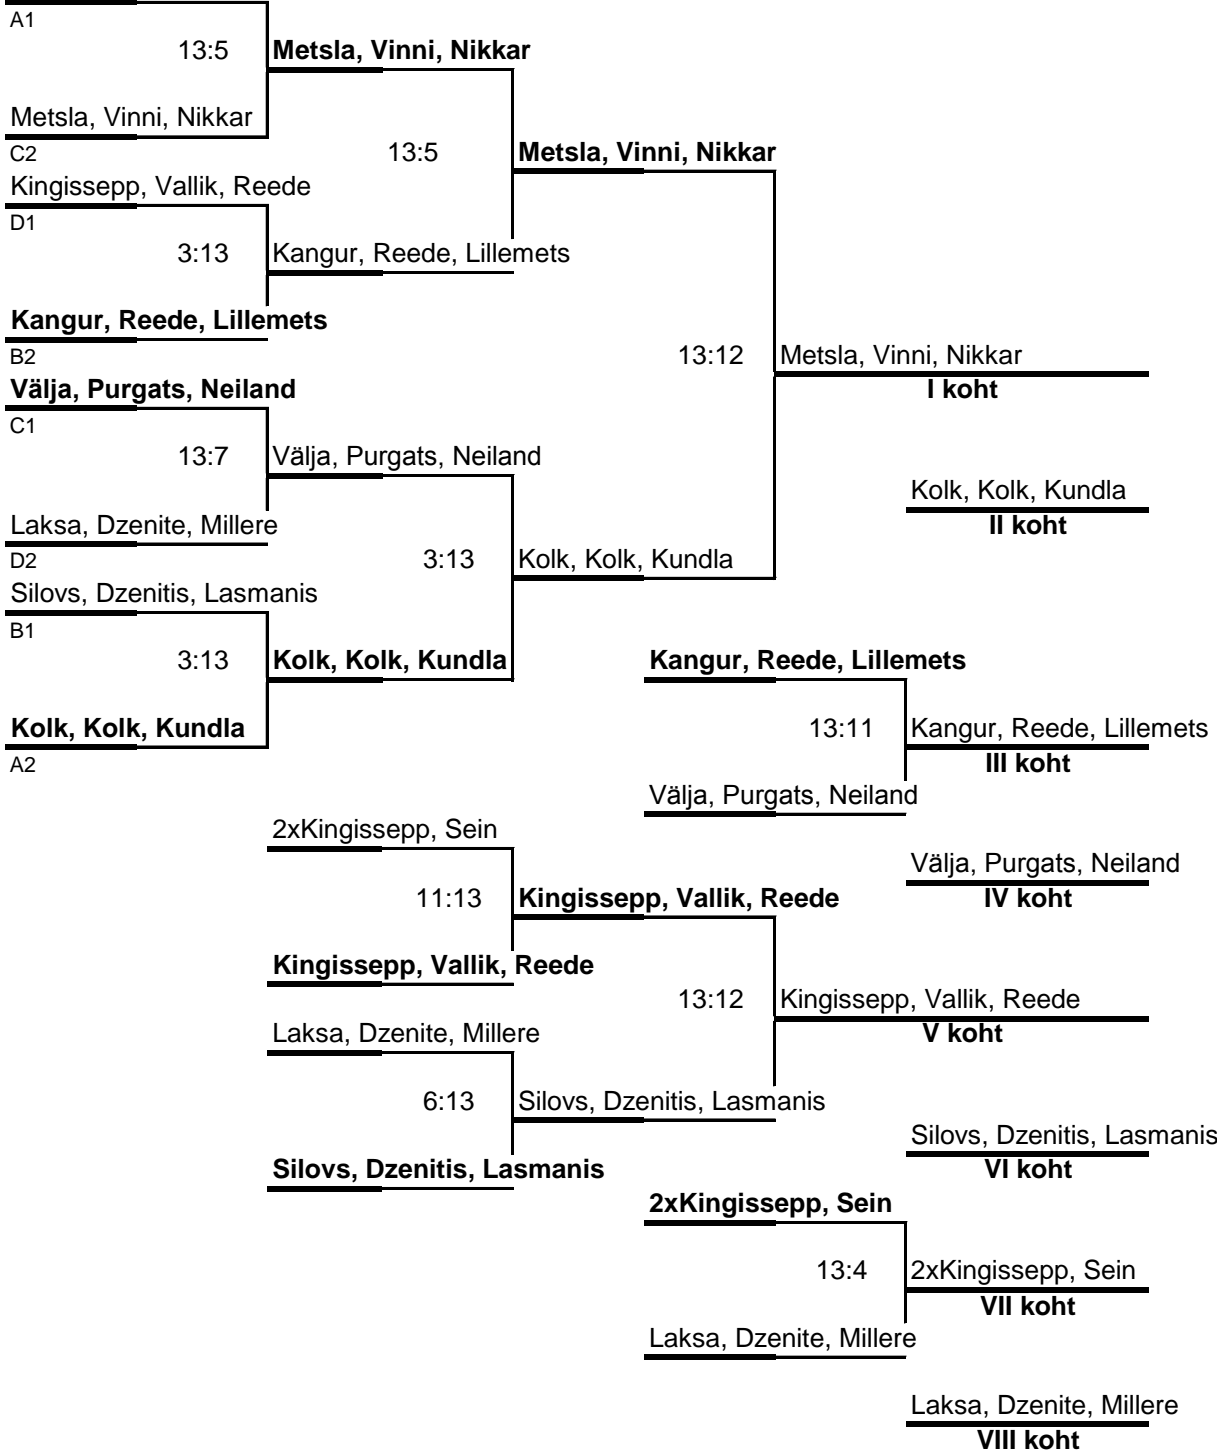 A1
13:5
Metsla, Vinni, Nikkar
Metsla, Vinni, Nikkar
C2
13:5
Metsla, Vinni, Nikkar
Kingissepp, Vallik, Reede
D1
3:13
Kangur, Reede, Lillemets
Kangur, Reede, Lillemets
B2
13:12
Metsla, Vinni, Nikkar
I koht
Välja, Purgats, Neiland
C1
13:7
Välja, Purgats, Neiland
Kolk, Kolk, Kundla
II koht
Laksa, Dzenite, Millere
D2
3:13
Kolk, Kolk, Kundla
Silovs, Dzenitis, Lasmanis
B1
3:13
Kolk, Kolk, Kundla
Kangur, Reede, Lillemets
Kolk, Kolk, Kundla
A2
13:11
Kangur, Reede, Lillemets
III koht
Välja, Purgats, Neiland
2xKingissepp, Sein
Välja, Purgats, Neiland
IV koht
11:13
Kingissepp, Vallik, Reede
Kingissepp, Vallik, Reede
13:12
Kingissepp, Vallik, Reede
V koht
Laksa, Dzenite, Millere
6:13
Silovs, Dzenitis, Lasmanis
Silovs, Dzenitis, Lasmanis
VI koht
Silovs, Dzenitis, Lasmanis
2xKingissepp, Sein
13:4
2xKingissepp, Sein
VII koht
Laksa, Dzenite, Millere
Laksa, Dzenite, Millere
VIII koht